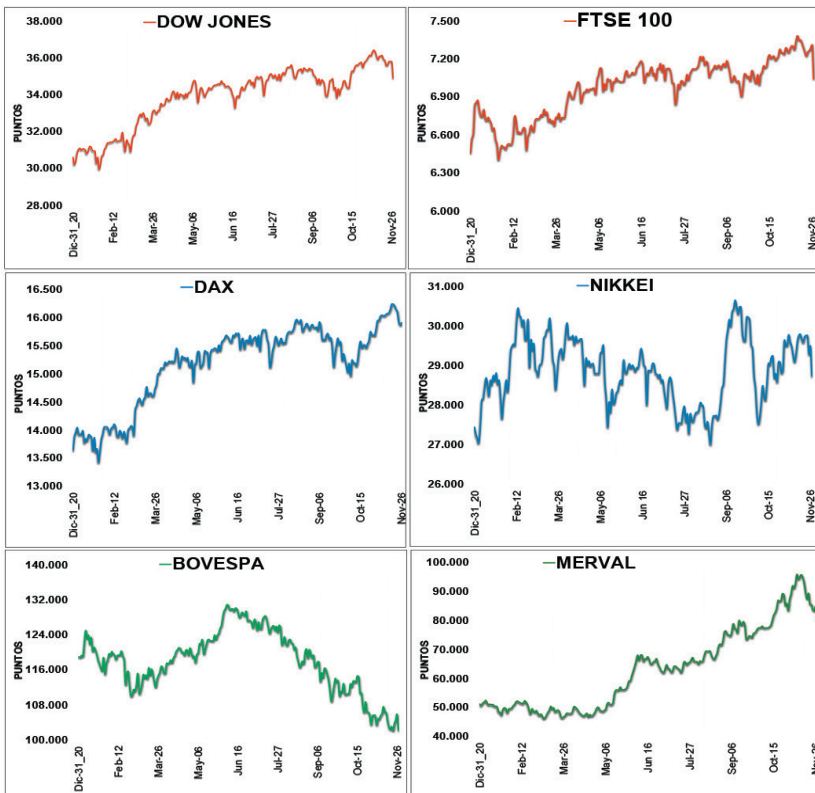 DOW JONES
38.000
36.000
34.000
32.000
30.000
28.000
PUNTOS
Dic-31_20
Feb-12
Mar-26
May-06
Jun 16
Jul-27
Sep-06
Oct-15
Nov-26
FTSE 100
7.500
7.200
6.900
6.600
6.300
6.000
PUNTOS
Dic-31_20
Feb-12
Mar-26
May-06
Jun 16
Jul-27
Sep-06
Oct-15
Nov-26
DAX
16.500
16.000
15.500
15.000
14.500
14.000
13.500
13.000
PUNTOS
Dic-31_20
Feb-12
Mar-26
May-06
Jun 16
Jul-27
Sep-06
Oct-15
Nov-26
NIKKEI
31.000
30.000
29.000
28.000
27.000
26.000
PUNTOS
Dic-31_20
Feb-12
Mar-26
May-06
Jun 16
Jul-27
Sep-06
Oct-15
Nov-26
BOVESPA
140.000
132.000
124.000
116.000
108.000
100.000
PUNTOS
Dic-31_20
Feb-12
Mar-26
May-06
Jun 16
Jul-27
Sep-06
Oct-15
Nov-26
MERVAL
100.000
90.000
80.000
70.000
60.000
50.000
40.000
PUNTOS
Dic-31_20
Feb-12
Mar-26
May-06
Jun 16
Jul-27
Sep-06
Oct-15
Nov-26